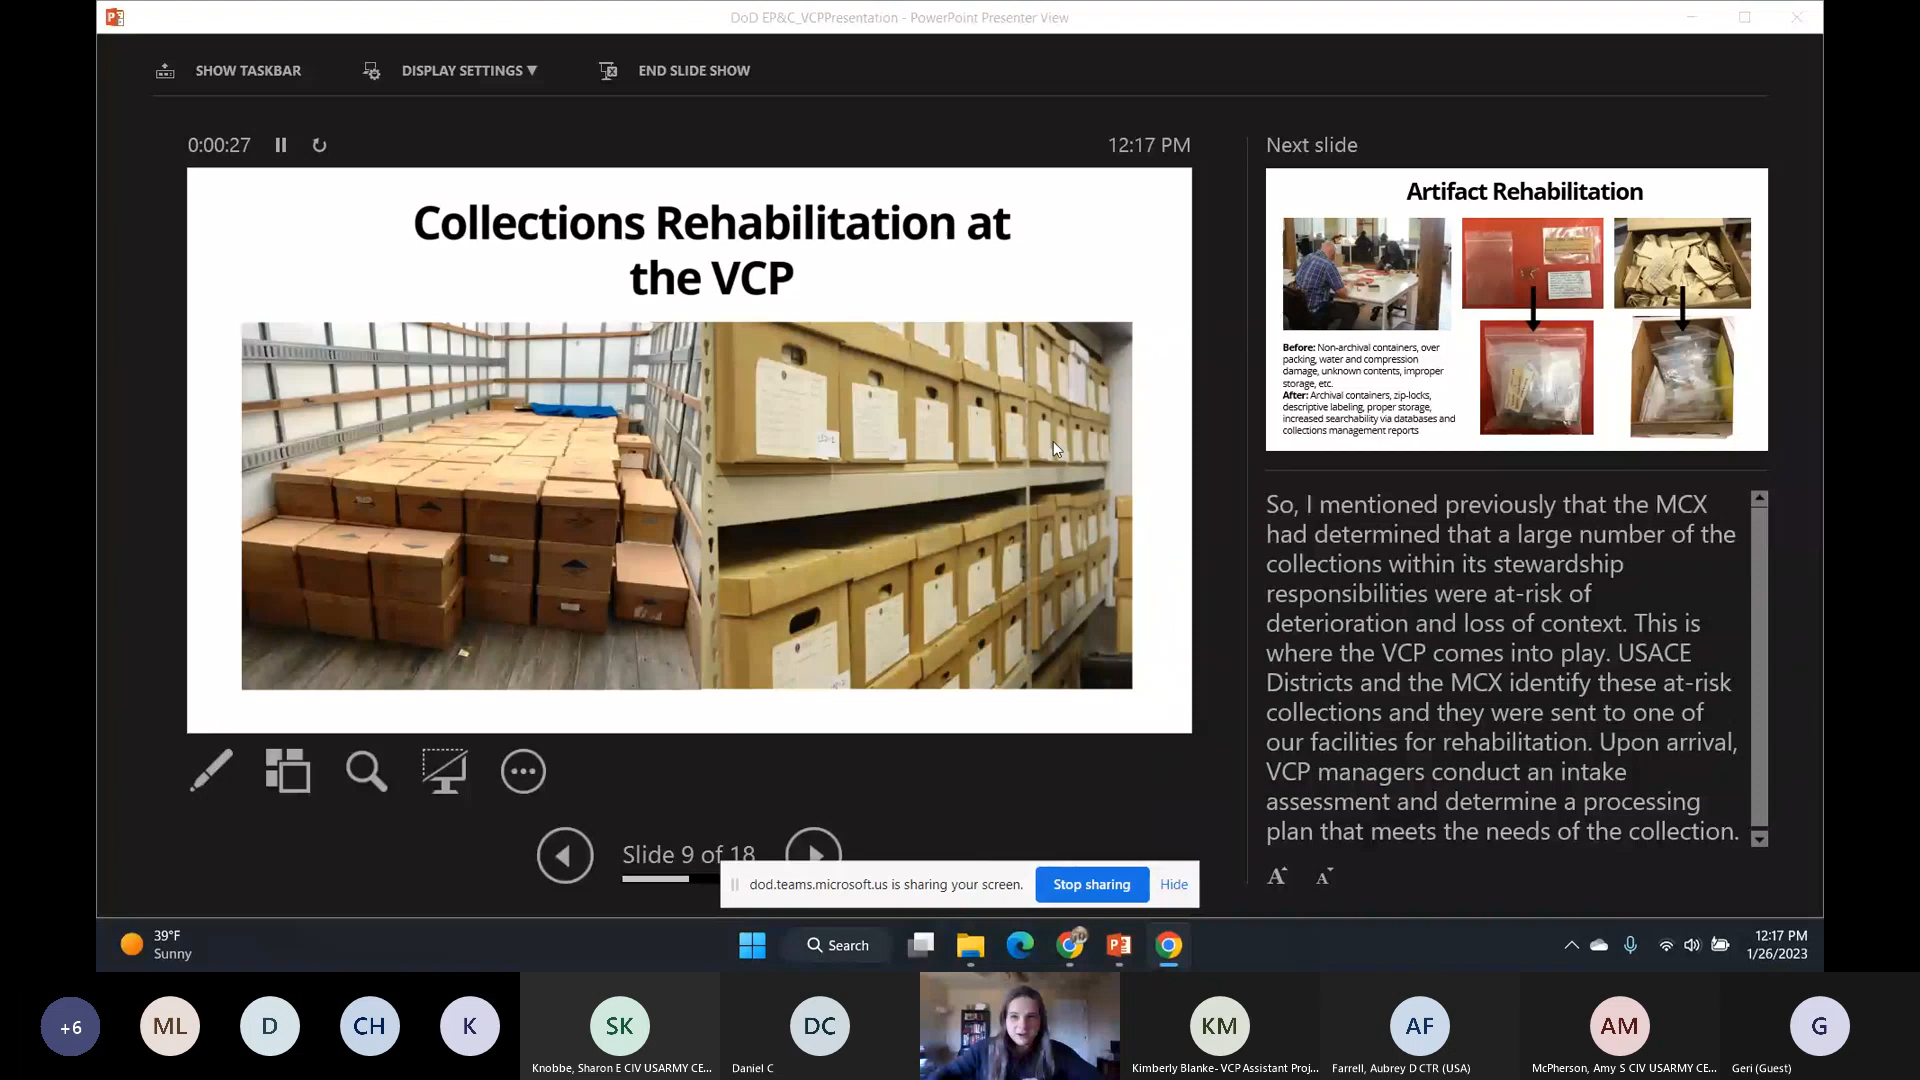 DoD EP&C_VCPPresentation - PowerPoint Presenter View
SHOW TASKBAR
DISPLAY SETTINGS ▼
END SLIDE SHOW
0:00:27
12:17 PM
Collections Rehabilitation at
the VCP
Slide 9 of 18
Next slide
Artifact Rehabilitation
Before: Non-archival containers, over
packing, water and compression
damage, unknown contents, improper
storage, etc.
After: Archival containers, zip-locks,
descriptive labeling, proper storage,
increased searchability via databases and
collections management reports
So, I mentioned previously that the MCX
had determined that a large number of the
collections within its stewardship
responsibilities were at-risk of
deterioration and loss of context. This is
where the VCP comes into play. USACE
Districts and the MCX identify these at-risk
collections and they were sent to one of
our facilities for rehabilitation. Upon arrival,
VCP managers conduct an intake
assessment and determine a processing
plan that meets the needs of the collection.
A A
dod.teams.microsoft.us is sharing your screen.
Stop sharing
Hide
39°F
Sunny
Search
12:17 PM
1/26/2023
+6
ML
D
CH
K
SK
DC
KM
AF
AM
G
Knobbe, Sharon E CIV USARMY CE...
Daniel C
Kimberly Blanke- VCP Assistant Proj...
Farrell, Aubrey D CTR (USA)
McPherson, Amy S CIV USARMY CE...
Geri (Guest)